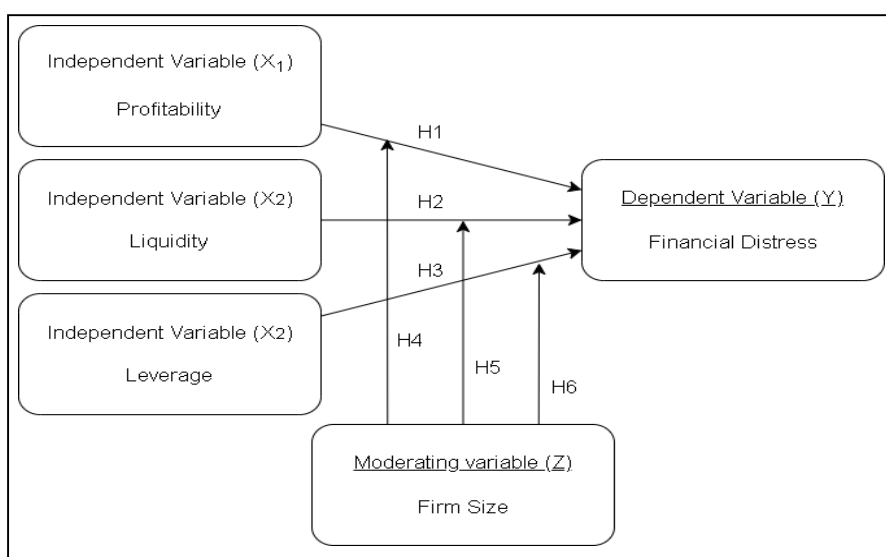 Independent Variable (X₁)
Profitability
H1
Independent Variable (X2)
Liquidity
H2
Dependent Variable (Y)
Financial Distress
H3
Independent Variable (X2)
Leverage
H4
H5
H6
Moderating variable (Z)
Firm Size